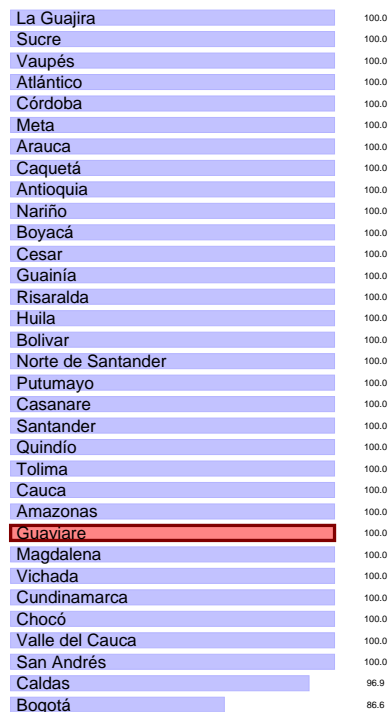 La Guajira 100.0
Sucre 100.0
Vaupés 100.0
Atlántico 100.0
Córdoba 100.0
Meta 100.0
Arauca 100.0
Caquetá 100.0
Antioquia 100.0
Nariño 100.0
Boyacá 100.0
Cesar 100.0
Guainía 100.0
Risaralda 100.0
Huila 100.0
Bolivar 100.0
Norte de Santander 100.0
Putumayo 100.0
Casanare 100.0
Santander 100.0
Quindío 100.0
Tolima 100.0
Cauca 100.0
Amazonas 100.0
Guaviare 100.0
Magdalena 100.0
Vichada 100.0
Cundinamarca 100.0
Chocó 100.0
Valle del Cauca 100.0
San Andrés 100.0
Caldas 96.9
Bogotá 86.6